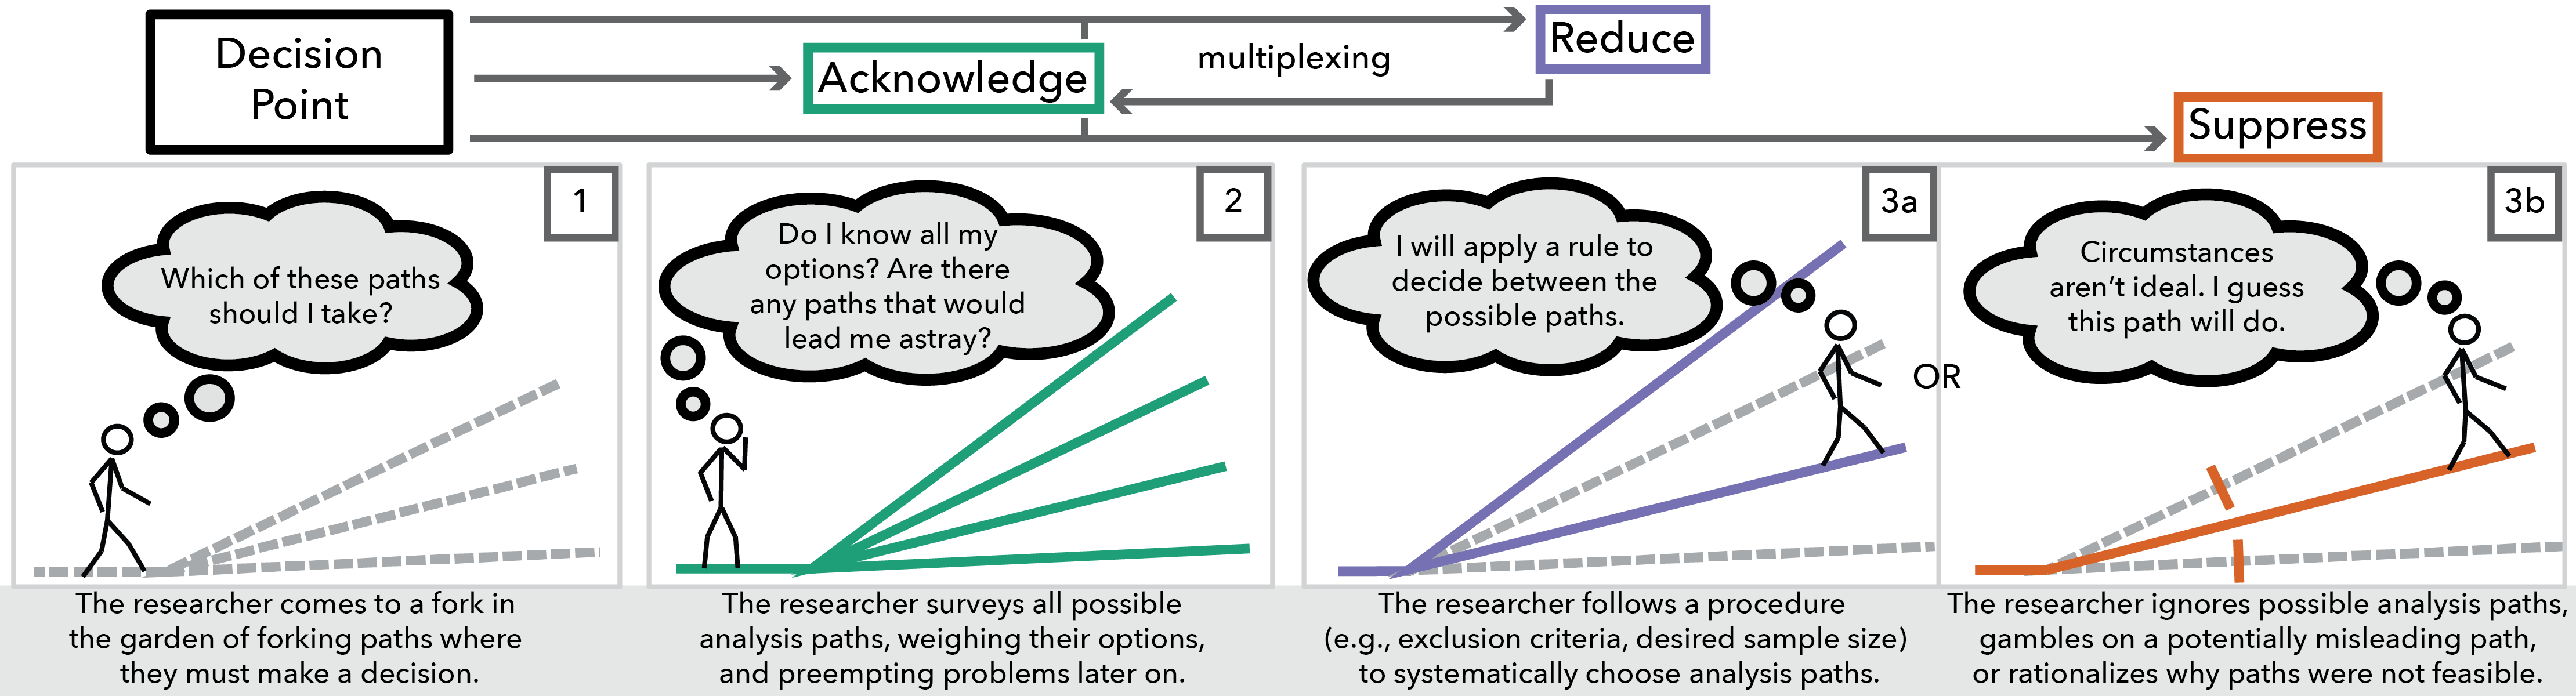 Decision
Point
Acknowledge
multiplexing
Reduce
Suppress
1
Which of these paths
should I take?
The researcher comes to a fork in
the garden of forking paths where
they must make a decision.
2
Do I know all my
options? Are there
any paths that would
lead me astray?
The researcher surveys all possible
analysis paths, weighing their options,
and preempting problems later on.
3a
I will apply a rule to
decide between the
possible paths.
The researcher follows a procedure
(e.g., exclusion criteria, desired sample size)
to systematically choose analysis paths.
OR
3b
Circumstances
aren't ideal. I guess
this path will do.
The researcher ignores possible analysis paths,
gambles on a potentially misleading path,
or rationalizes why paths were not feasible.